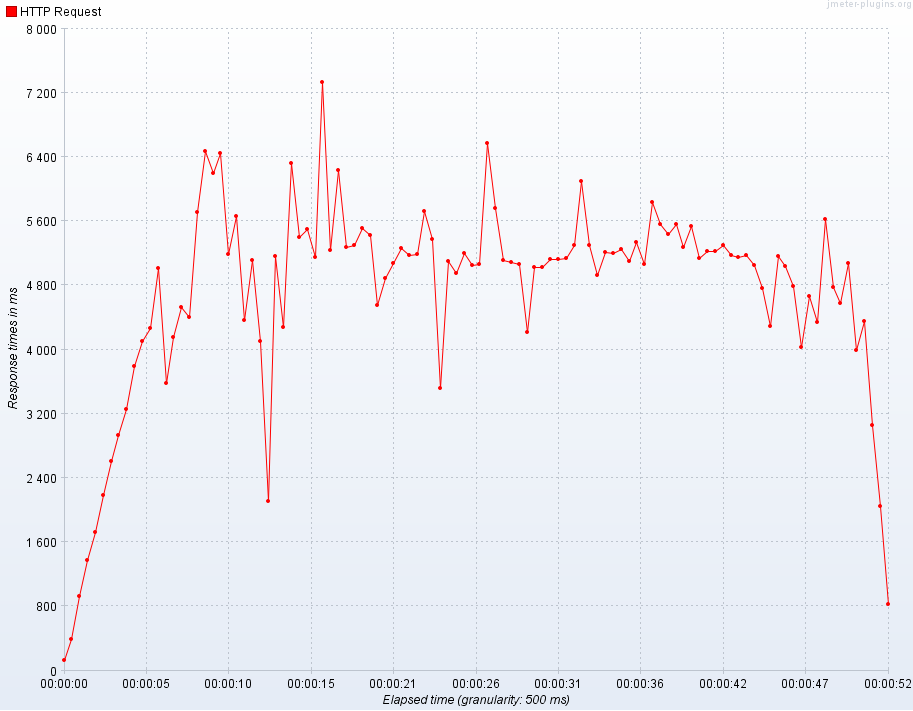 jmeter-plugins.org
HTTP Request
8 000
7 200
6 400
5 600
4 800
4 000
3 200
2 400
1 600
800
0
Response times in ms
00:00:00 00:00:05 00:00:10 00:00:15 00:00:21 00:00:26 00:00:31 00:00:36 00:00:42 00:00:47 00:00:52
Elapsed time (granularity: 500 ms)